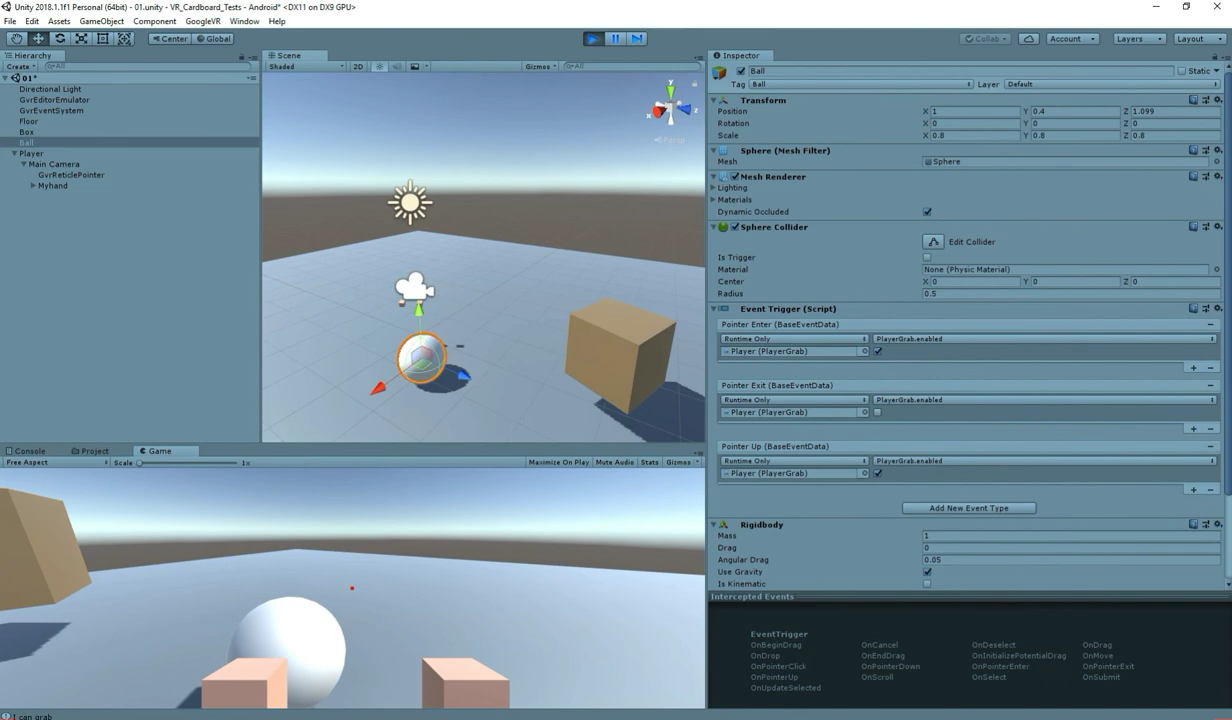 Unity 2018.1.1f1 Personal (64bit) - 01.unity - VR_Cardboard_Tests - Android* <DX11 on DX9 GPU>
File Edit Assets GameObject Component GoogleVR Window Help
Center Global Collab Account Layers Layout
Hierarchy
Create All
01*
Directional Light
GvrEditorEmulator
GvrEventSystem
Floor
Box
Ball
Player
Main Camera
GvrReticlePointer
Myhand
Scene
Shaded 2D Gizmos All
y
x z
Persp
Console Project Game
Free Aspect Scale 1x Maximize On Play Mute Audio Stats Gizmos
I can grab
Inspector
Ball Static
Tag Ball Layer Default
Transform
Position X 1 Y 0.4 Z 1.099
Rotation X 0 Y 0 Z 0
Scale X 0.8 Y 0.8 Z 0.8
Sphere (Mesh Filter)
Mesh Sphere
Mesh Renderer
Lighting
Materials
Dynamic Occluded
Sphere Collider
Edit Collider
Is Trigger
Material None (Physic Material)
Center X 0 Y 0 Z 0
Radius 0.5
Event Trigger (Script)
Pointer Enter (BaseEventData)
Runtime Only PlayerGrab.enabled
Player (PlayerGrab)
Pointer Exit (BaseEventData)
Runtime Only PlayerGrab.enabled
Player (PlayerGrab)
Pointer Up (BaseEventData)
Runtime Only PlayerGrab.enabled
Player (PlayerGrab)
Add New Event Type
Rigidbody
Mass 1
Drag 0
Angular Drag 0.05
Use Gravity
Is Kinematic
Intercepted Events
EventTrigger
OnBeginDrag OnCancel OnDeselect OnDrag
OnDrop OnEndDrag OnInitializePotentialDrag OnMove
OnPointerClick OnPointerDown OnPointerEnter OnPointerExit
OnPointerUp OnScroll OnSelect OnSubmit
OnUpdateSelected